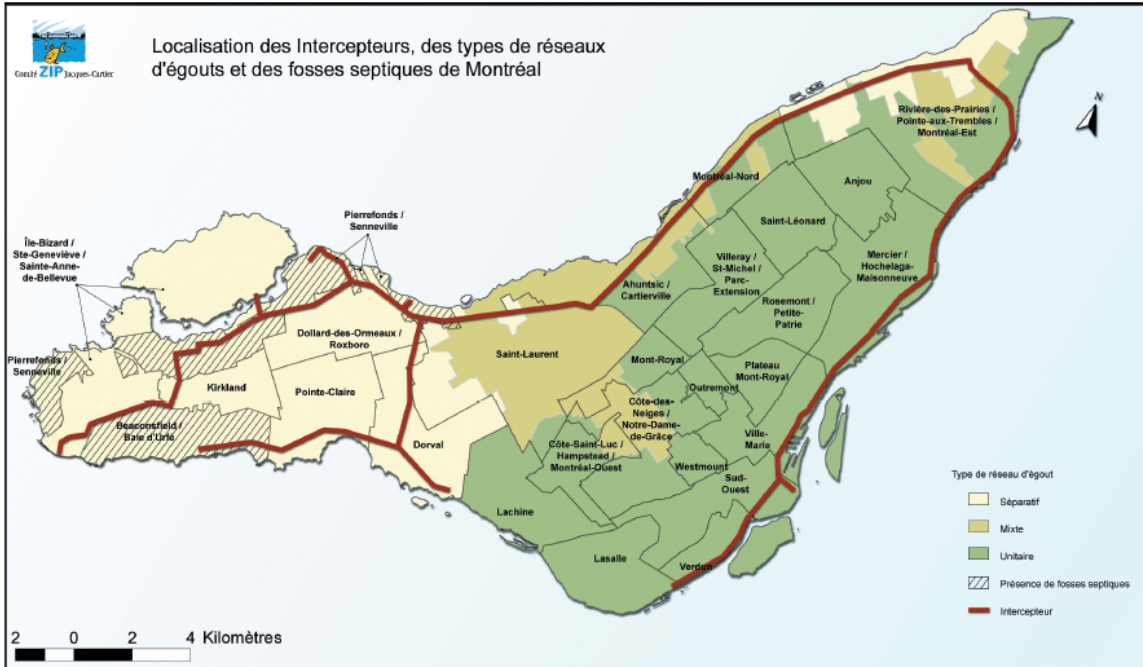 Comité ZIP Jacques-Cartier
Localisation des Intercepteurs, des types de réseaux
d'égouts et des fosses septiques de Montréal
N
Rivière-des-Prairies /
Pointe-aux-Trembles /
Montréal-Est
Montréal-Nord
Anjou
Saint-Léonard
Pierrefonds /
Senneville
Île-Bizard /
Ste-Geneviève /
Sainte-Anne-
de-Bellevue
Villeray /
St-Michel /
Parc-
Extension
Mercier /
Hochelaga-
Maisonneuve
Ahuntsic /
Cartierville
Rosemont /
Petite-
Patrie
Dollard-des-Ormeaux /
Roxboro
Saint-Laurent
Mont-Royal
Plateau
Mont-Royal
Pierrefonds /
Senneville
Kirkland
Pointe-Claire
Outremont
Côte-des-
Neiges /
Notre-Dame-
de-Grâce
Beaconsfield /
Baie d'Urfé
Dorval
Côte-Saint-Luc /
Hampstead /
Montréal-Ouest
Ville-
Marie
Westmount
Sud-
Ouest
Lachine
Lasalle
Verdun
Type de réseau d'égout
Séparatif
Mixte
Unitaire
Présence de fosses septiques
Intercepteur
2 0 2 4 Kilomètres